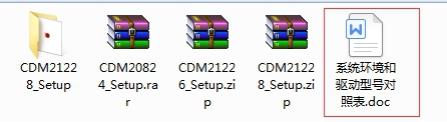 CDM2122
8_Setup
CDM2082
4_Setup.ra
r
CDM2122
6_Setup.zi
p
CDM2122
8_Setup.zi
p
系统环境和
驱动型号对
照表.doc